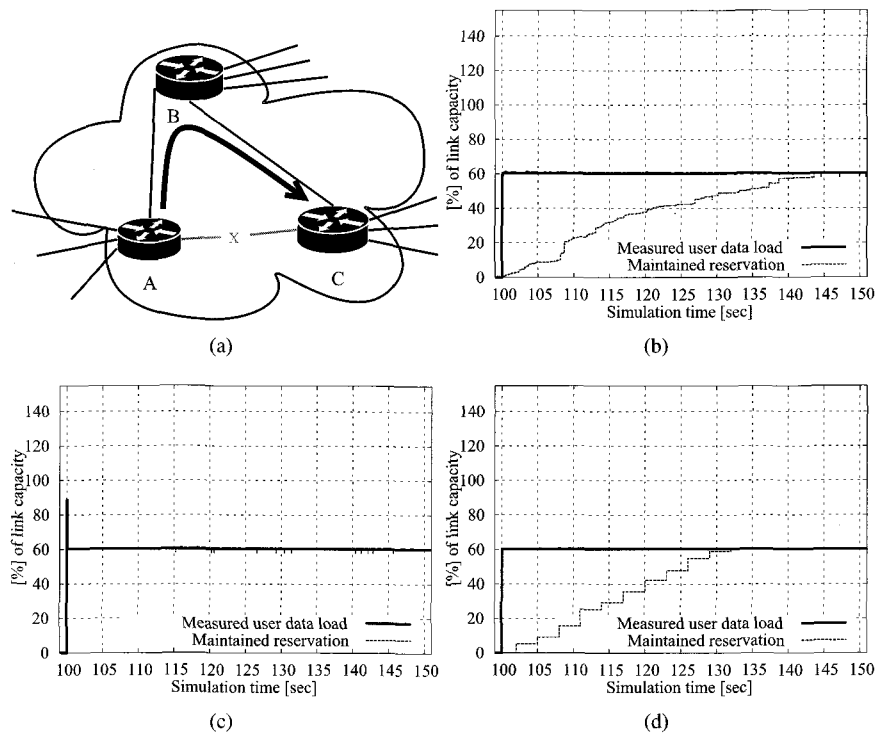 B
A
X
C
(a)
[%] of link capacity
140
120
100
80
60
40
20
0
Measured user data load
Maintained reservation
100 105 110 115 120 125 130 135 140 145 150
Simulation time [sec]
(b)
[%] of link capacity
140
120
100
80
60
40
20
0
Measured user data load
Maintained reservation
100 105 110 115 120 125 130 135 140 145 150
Simulation time [sec]
(c)
[%] of link capacity
140
120
100
80
60
40
20
0
Measured user data load
Maintained reservation
100 105 110 115 120 125 130 135 140 145 150
Simulation time [sec]
(d)